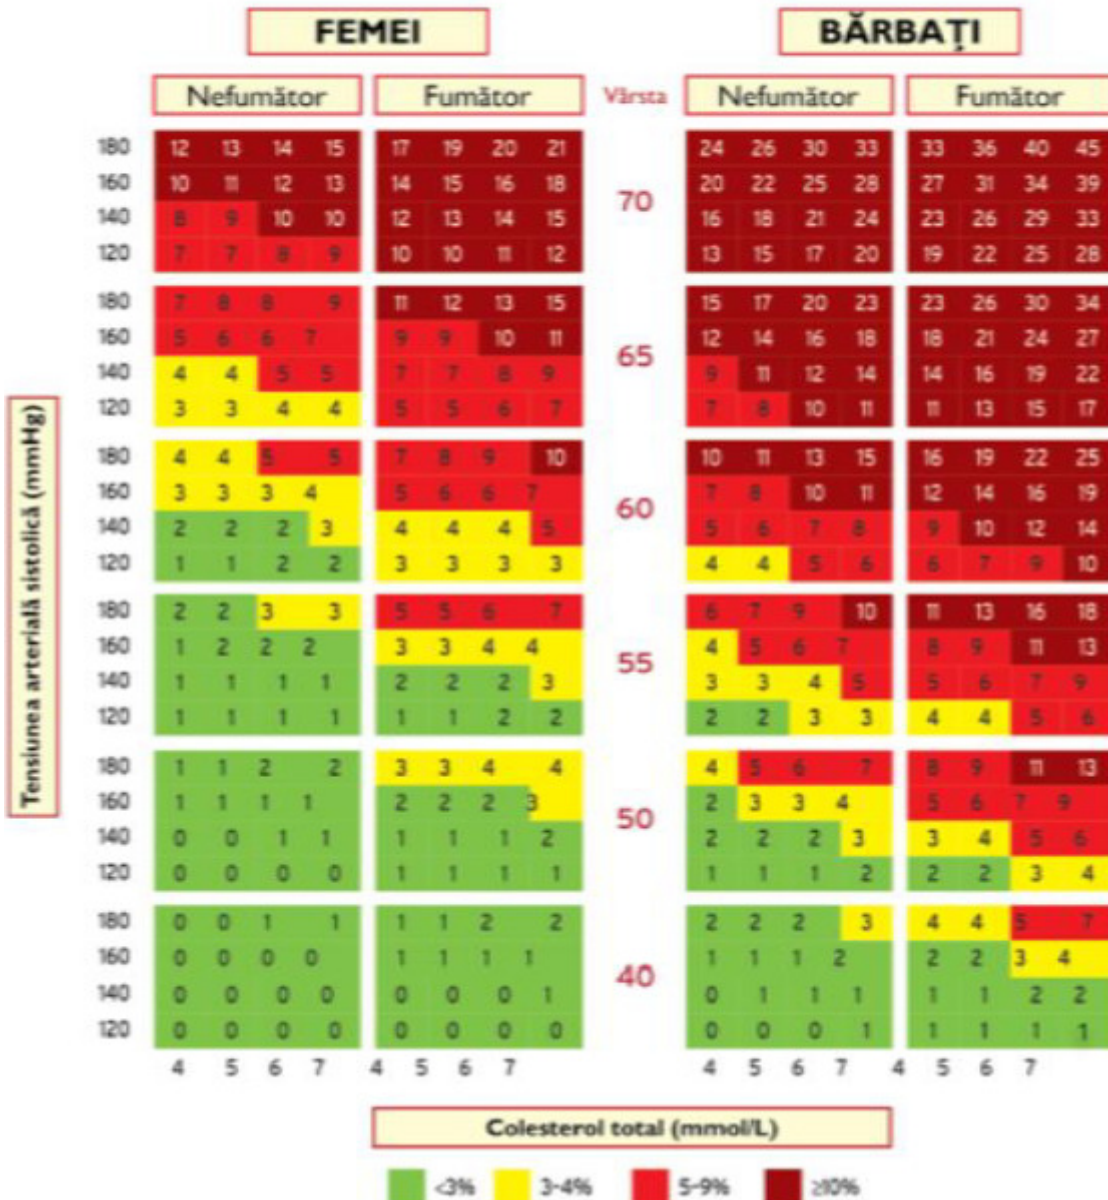 FEMEI BĂRBAȚI
Nefumător Fumător Vârsta Nefumător Fumător
180 12 13 14 15 17 19 20 21 24 26 30 33 33 36 40 45
160 10 11 12 13 14 15 16 18 20 22 25 28 27 31 34 39
70
140 8 9 10 10 12 13 14 15 16 18 21 24 23 26 29 33
120 7 7 8 9 10 10 11 12 13 15 17 20 19 22 25 28
180 7 8 8 9 11 12 13 15 15 17 20 23 23 26 30 34
160 5 6 6 7 9 9 10 11 12 14 16 18 18 21 24 27
65
140 4 4 5 5 7 7 8 9 9 11 12 14 14 16 19 22
120 3 3 4 4 5 5 6 7 7 8 10 11 11 13 15 17
180 4 4 5 5 7 8 9 10 10 11 13 15 16 19 22 25
160 3 3 3 4 5 6 6 7 7 8 10 11 12 14 16 19
60
140 2 2 2 3 4 4 4 5 5 6 7 8 9 10 12 14
120 1 1 2 2 3 3 3 3 4 4 5 6 6 7 9 10
180 2 2 3 3 5 5 6 7 6 7 9 10 11 13 16 18
160 1 2 2 2 3 3 4 4 4 5 6 7 8 9 11 13
55
140 1 1 1 1 2 2 2 3 3 3 4 5 5 6 7 9
120 1 1 1 1 1 1 2 2 2 2 3 3 4 4 5 6
180 1 1 2 2 3 3 4 4 4 5 6 7 8 9 11 13
160 1 1 1 1 2 2 2 3 2 3 3 4 5 6 7 9
50
140 0 0 1 1 1 1 1 2 2 2 2 3 3 4 5 6
120 0 0 0 0 1 1 1 1 1 1 1 2 2 2 3 4
180 0 0 1 1 1 1 2 2 2 2 2 3 4 4 5 7
160 0 0 0 0 1 1 1 1 1 1 1 2 2 2 3 4
40
140 0 0 0 0 0 0 0 1 0 1 1 1 1 1 2 2
120 0 0 0 0 0 0 0 0 0 0 0 1 1 1 1 1
4 5 6 7 4 5 6 7 4 5 6 7 4 5 6 7
Tensiunea arterială sistolică (mmHg)
Colesterol total (mmol/L)
<3% 3-4% 5-9% ≥10%